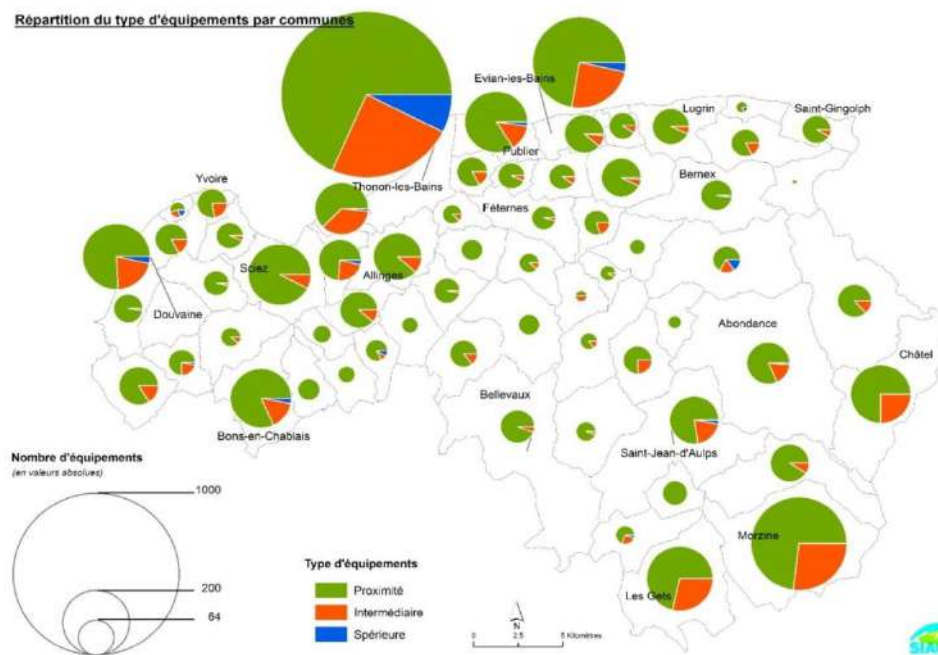 Répartition du type d'équipements par communes
Evian-les-Bains
Lugrin
Saint-Gingolph
Publier
Thonon-les-Bains
Bernex
Yvoire
Féternes
Sciez
Allinges
Douvaine
Abondance
Châtel
Bellevaux
Bons-en-Chablais
Saint-Jean-d'Aulps
Morzine
Les Gets
Nombre d'équipements
(en valeurs absolues)
1000
200
64
Type d'équipements
Proximité
Intermédiaire
Spérieure
N
0 2.5 5 Kilomètres